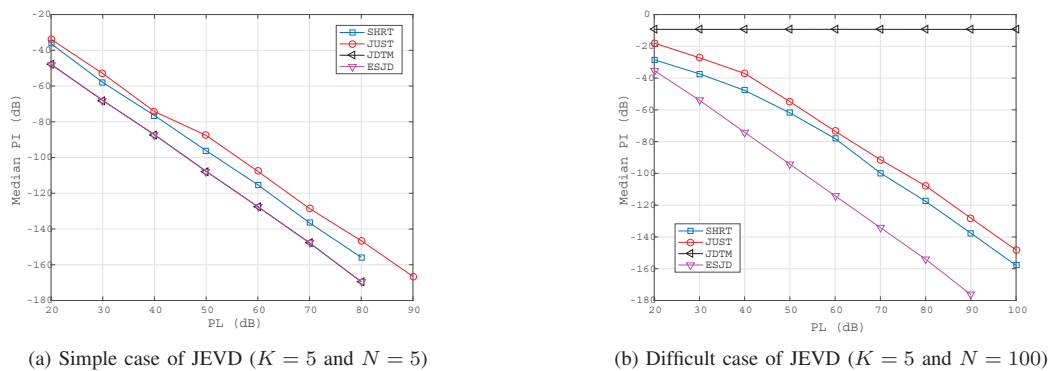 -20
-40
-60
-80
-100
-120
-140
-160
-180
Median PI (dB)
20 30 40 50 60 70 80 90
PL (dB)
SHRT
JUST
JDTM
ESJD
(a) Simple case of JEVD (K = 5 and N = 5)
0
-20
-40
-60
-80
-100
-120
-140
-160
-180
Median PI (dB)
SHRT
JUST
JDTM
ESJD
20 30 40 50 60 70 80 90 100
PL (dB)
(b) Difficult case of JEVD (K = 5 and N = 100)